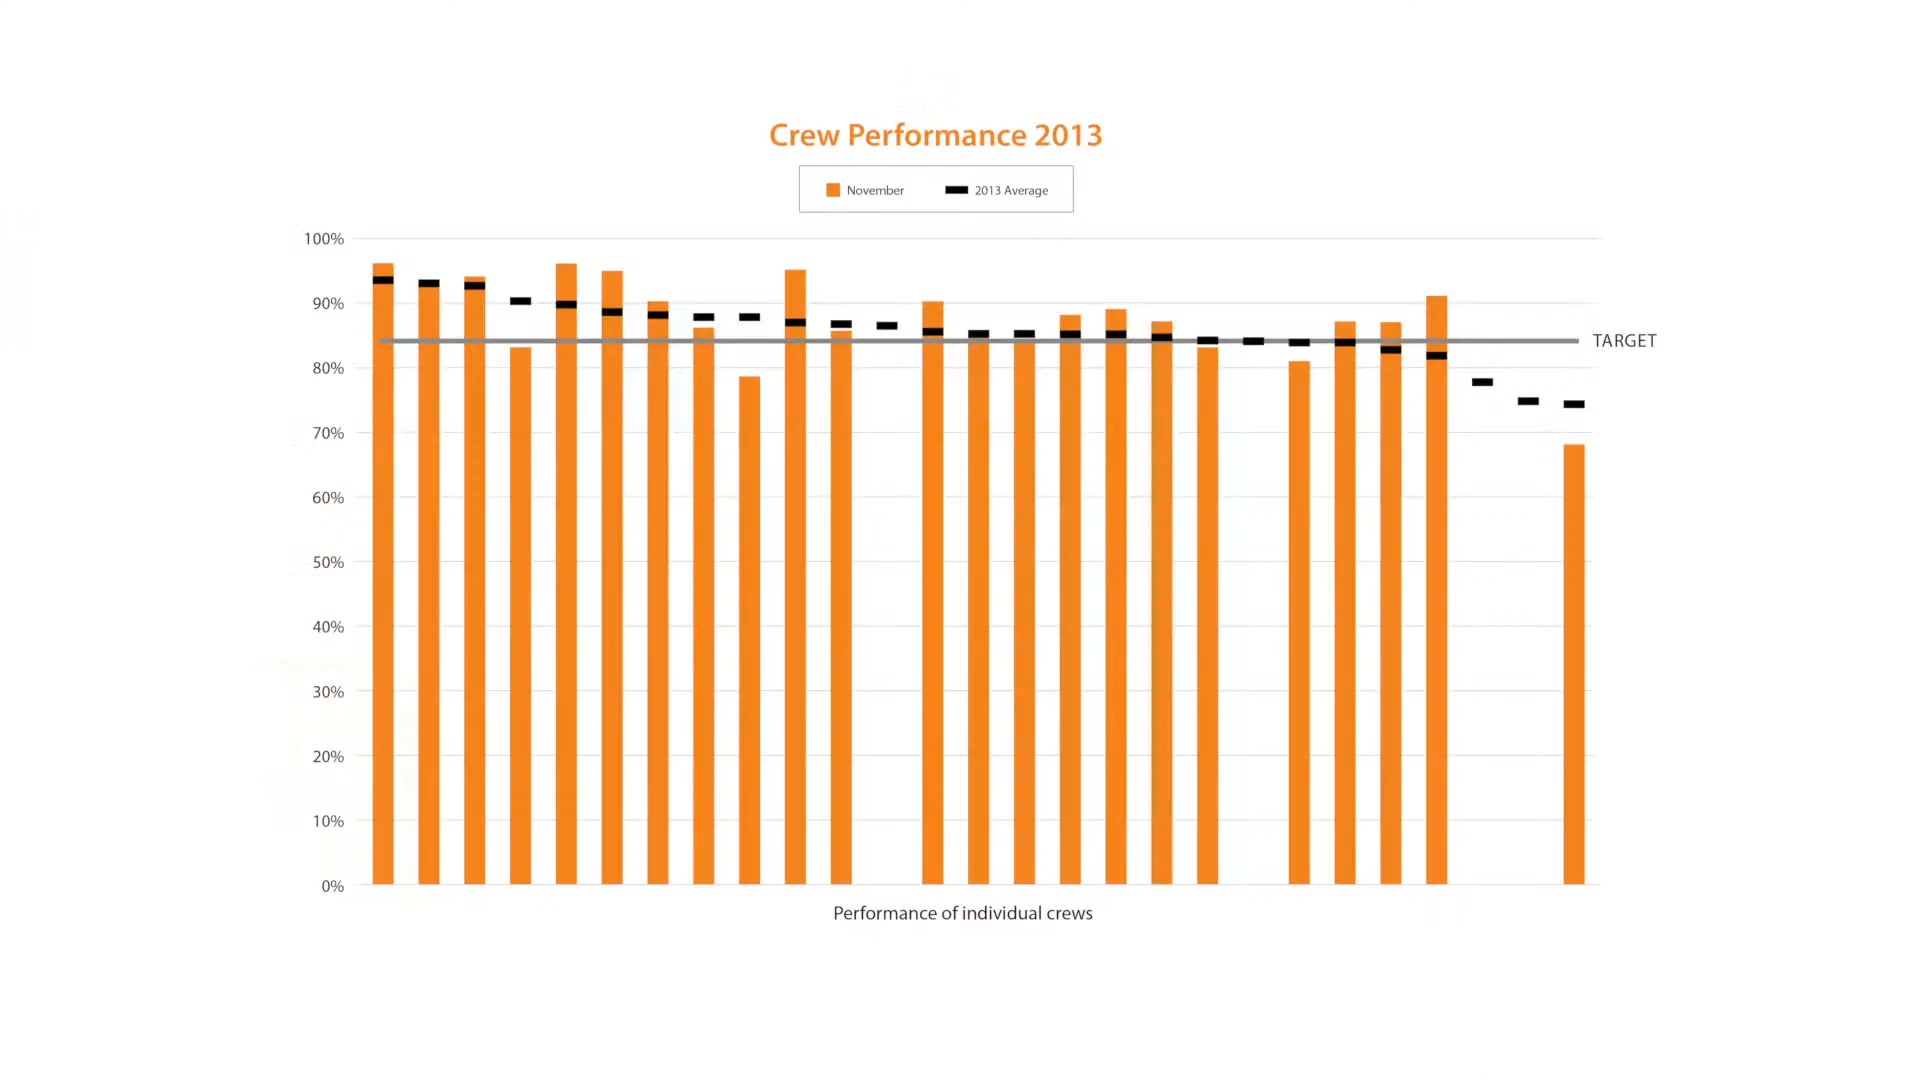 Crew Performance 2013
November 2013 Average
100%
90%
TARGET
80%
70%
60%
50%
40%
30%
20%
10%
0%
Performance of individual crews